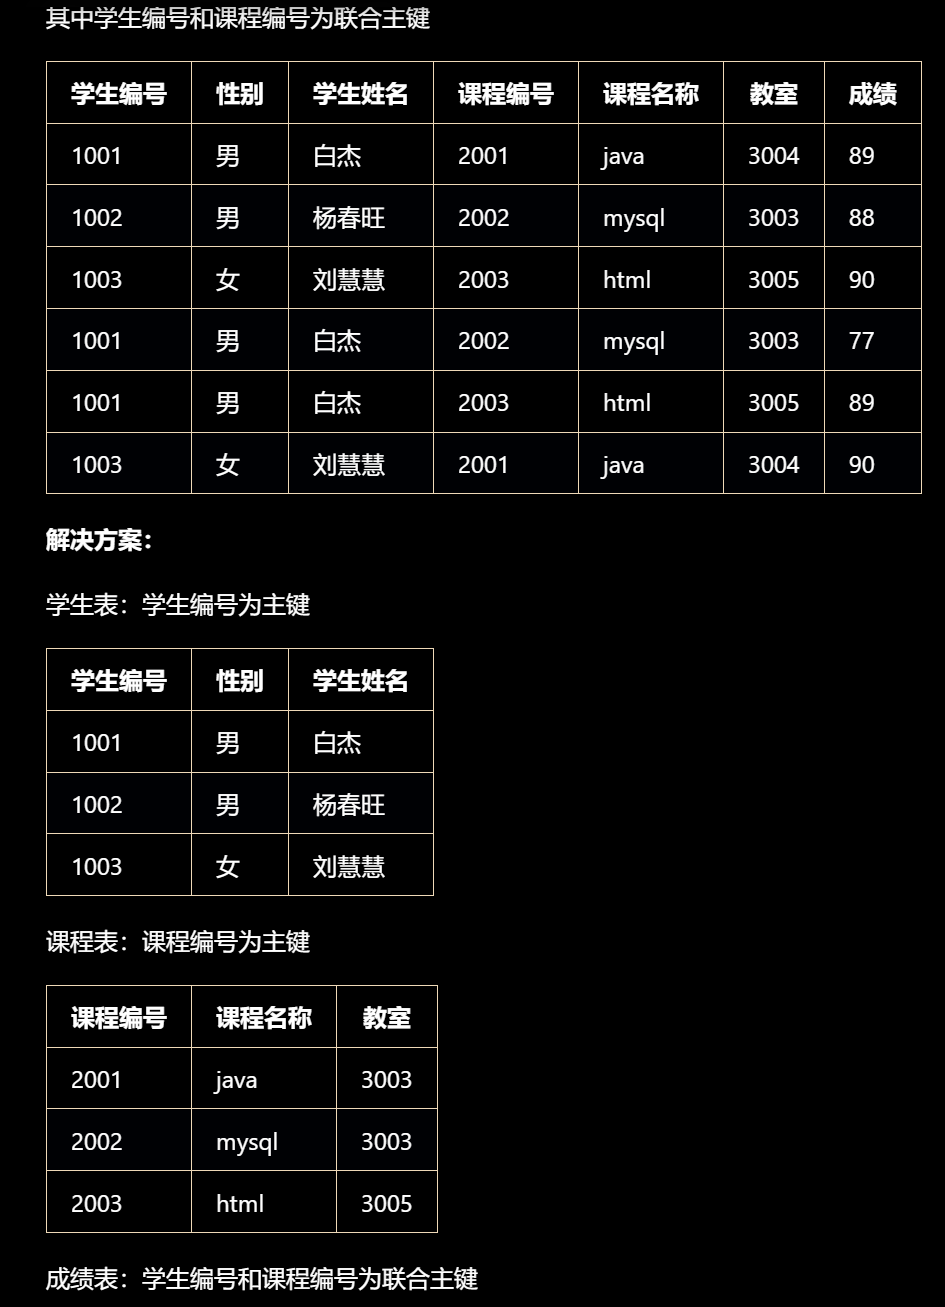 其中学生编号和课程编号为联合主键
学生编号 性别 学生姓名 课程编号 课程名称 教室 成绩
1001 男 白杰 2001 java 3004 89
1002 男 杨春旺 2002 mysql 3003 88
1003 女 刘慧慧 2003 html 3005 90
1001 男 白杰 2002 mysql 3003 77
1001 男 白杰 2003 html 3005 89
1003 女 刘慧慧 2001 java 3004 90
解决方案：
学生表：学生编号为主键
学生编号 性别 学生姓名
1001 男 白杰
1002 男 杨春旺
1003 女 刘慧慧
课程表：课程编号为主键
课程编号 课程名称 教室
2001 java 3003
2002 mysql 3003
2003 html 3005
成绩表：学生编号和课程编号为联合主键